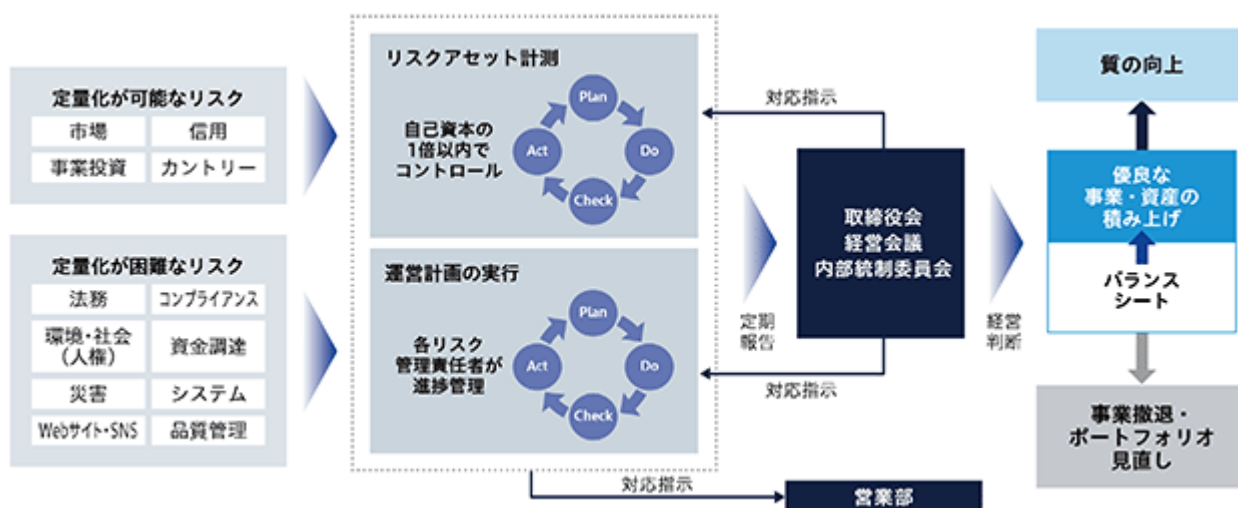 定量化が可能なリスク
市場
信用
事業投資
カントリー
定量化が困難なリスク
法務
コンプライアンス
環境・社会
(人権)
資金調達
災害
システム
Webサイト・SNS
品質管理
リスクアセット計測
自己資本の
1倍以内で
コントロール
Plan
Do
Check
Act
運営計画の実行
各リスク
管理責任者が
進捗管理
Plan
Do
Check
Act
対応指示
定期
報告
対応指示
取締役会
経営会議
内部統制委員会
対応指示
営業部
経営
判断
質の向上
優良な
事業・資産の
積み上げ
バランス
シート
事業撤退・
ポートフォリオ
見直し